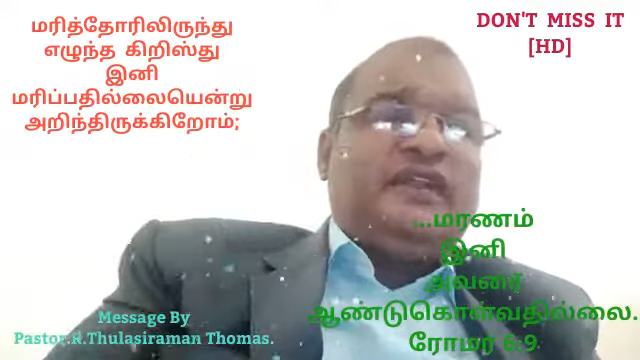 மரித்தோரிலிருந்து
எழுந்த கிறிஸ்து
இனி
மரிப்பதில்லையென்று
அறிந்திருக்கிறோம்;
DON'T MISS IT
[HD]
...மரணம்
இனி
அவரை
ஆண்டுகொள்வதில்லை.
ரோமர் 6:9
Message By
Pastor.R.Thulasiraman Thomas.